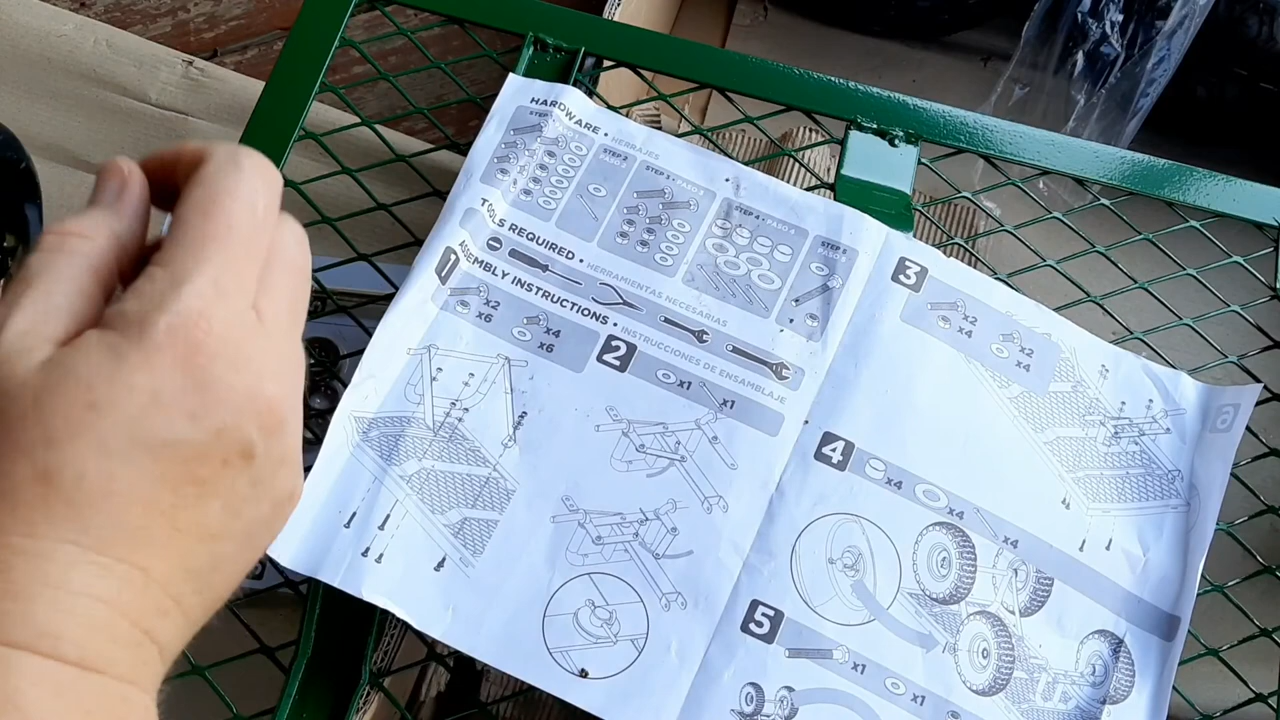 HARDWARE • HERRAJES
STEP 2
STEP 3 • PASO 3
STEP 4 • PASO 4
STEP 5
PASO 5
TOOLS REQUIRED • HERRAMIENTAS NECESARIAS
ASSEMBLY INSTRUCTIONS • INSTRUCCIONES DE ENSAMBLAJE
1
x2
x6
x4
x6
2
x1
x1
3
x2
x4
x2
x4
4
x4
x4
x4
5
x1
x1